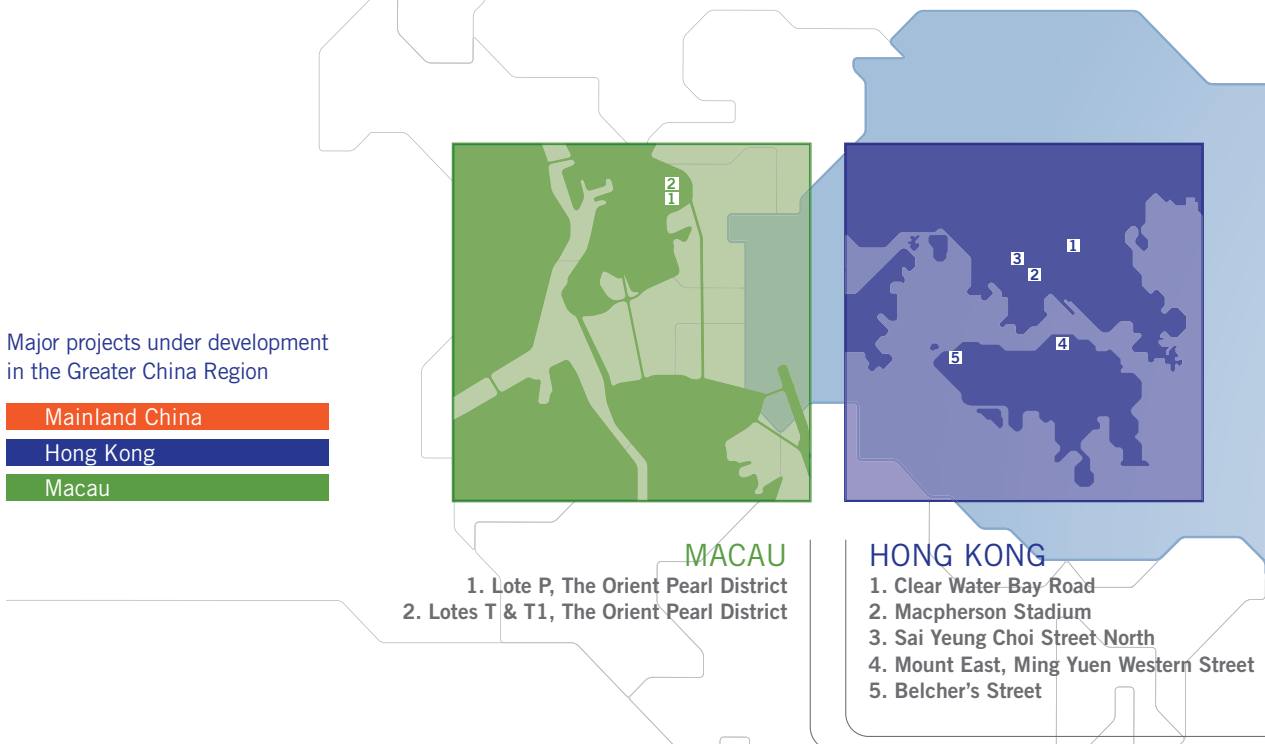 Major projects under development
in the Greater China Region
Mainland China
Hong Kong
Macau
2
1
1
3
2
4
5
MACAU
1. Lote P, The Orient Pearl District
2. Lotes T & T1, The Orient Pearl District
HONG KONG
1. Clear Water Bay Road
2. Macpherson Stadium
3. Sai Yeung Choi Street North
4. Mount East, Ming Yuen Western Street
5. Belcher's Street